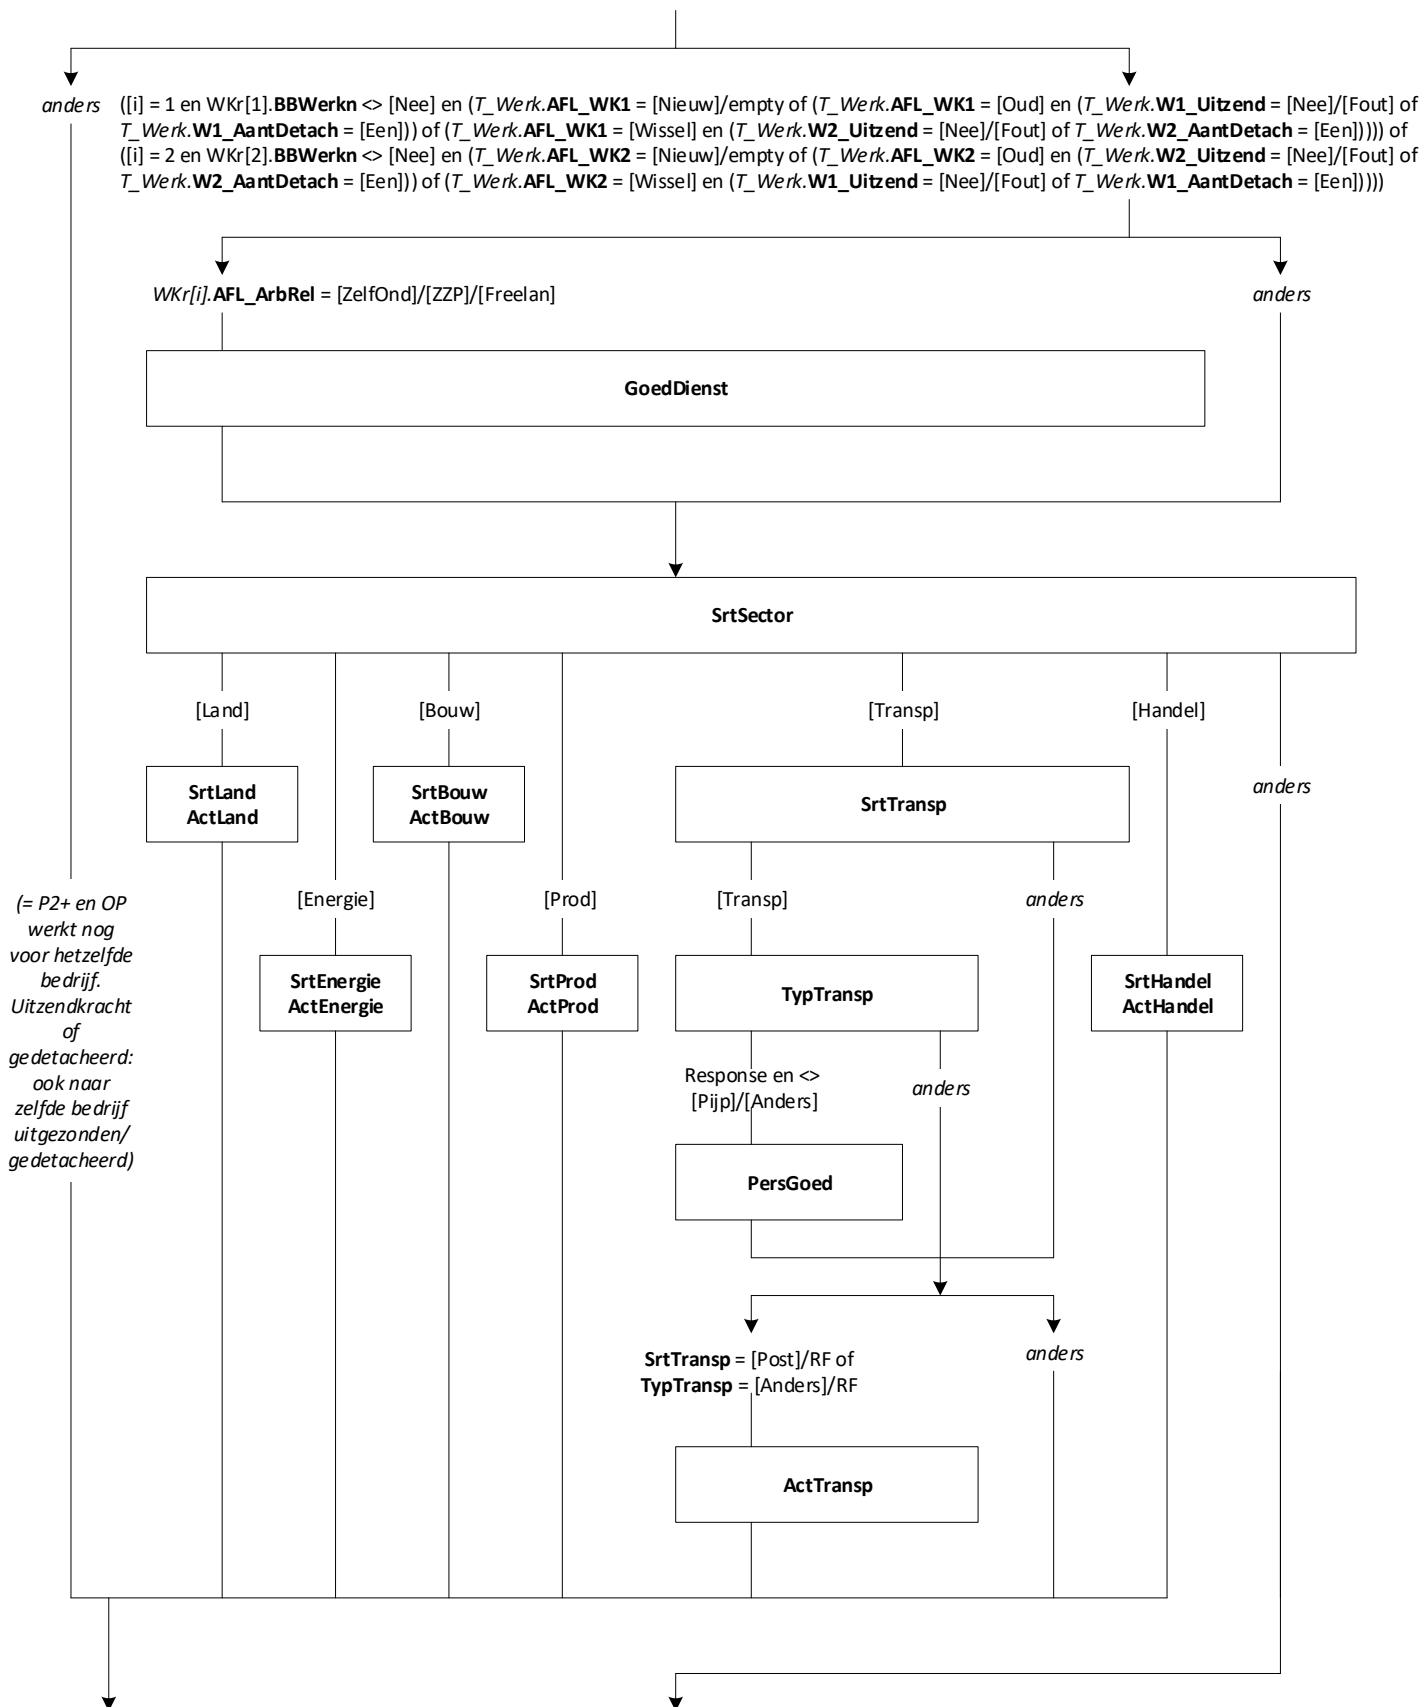 anders
([i] = 1 en WKr[1].BBWerkn <> [Nee] en (T_Werk.AFL_WK1 = [Nieuw]/empty of (T_Werk.AFL_WK1 = [Oud] en (T_Werk.W1_Uitzend = [Nee]/[Fout] of
T_Werk.W1_AantDetach = [Een])) of (T_Werk.AFL_WK1 = [Wissel] en (T_Werk.W2_Uitzend = [Nee]/[Fout] of T_Werk.W2_AantDetach = [Een])))) of
([i] = 2 en WKr[2].BBWerkn <> [Nee] en (T_Werk.AFL_WK2 = [Nieuw]/empty of (T_Werk.AFL_WK2 = [Oud] en (T_Werk.W2_Uitzend = [Nee]/[Fout] of
T_Werk.W2_AantDetach = [Een])) of (T_Werk.AFL_WK2 = [Wissel] en (T_Werk.W1_Uitzend = [Nee]/[Fout] of T_Werk.W1_AantDetach = [Een]))))
WKr[i].AFL_ArbRel = [ZelfOnd]/[ZZP]/[Freelan]
anders
GoedDienst
SrtSector
[Land]
[Bouw]
[Transp]
[Handel]
SrtLand
ActLand
SrtBouw
ActBouw
SrtTransp
anders
(= P2+ en OP
werkt nog
voor hetzelfde
bedrijf.
Uitzendkracht
of
gedetacheerd:
ook naar
zelfde bedrijf
uitgezonden/
gedetacheerd)
[Energie]
[Prod]
[Transp]
anders
SrtEnergie
ActEnergie
SrtProd
ActProd
TypTransp
SrtHandel
ActHandel
Response en <>
[Pijp]/[Anders]
anders
PersGoed
SrtTransp = [Post]/RF of
TypTransp = [Anders]/RF
anders
ActTransp